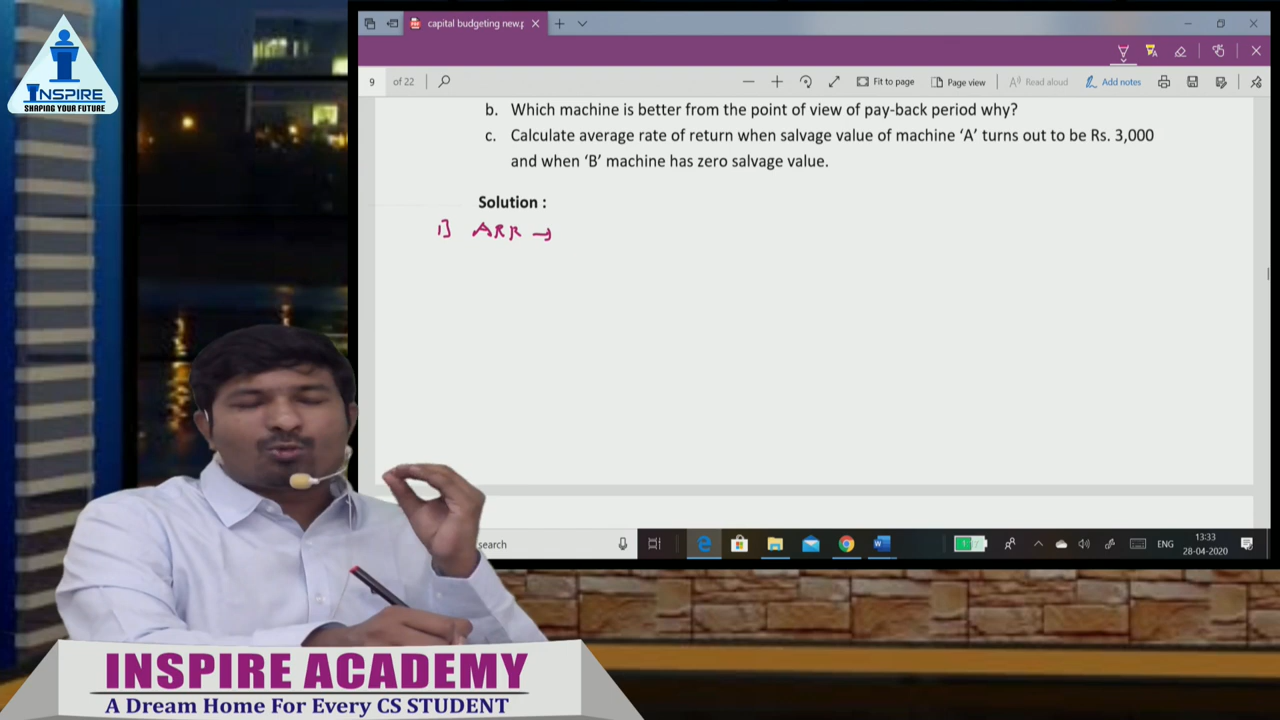 INSPIRE
SHAPING YOUR FUTURE
capital budgeting new.p
9 of 22
Fit to page
Page view
Read aloud
Add notes
b. Which machine is better from the point of view of pay-back period why?
c. Calculate average rate of return when salvage value of machine ‘A’ turns out to be Rs. 3,000
and when ‘B’ machine has zero salvage value.
Solution :
1] ARR →
search
ENG
13:33
28-04-2020
INSPIRE ACADEMY
A Dream Home For Every CS STUDENT